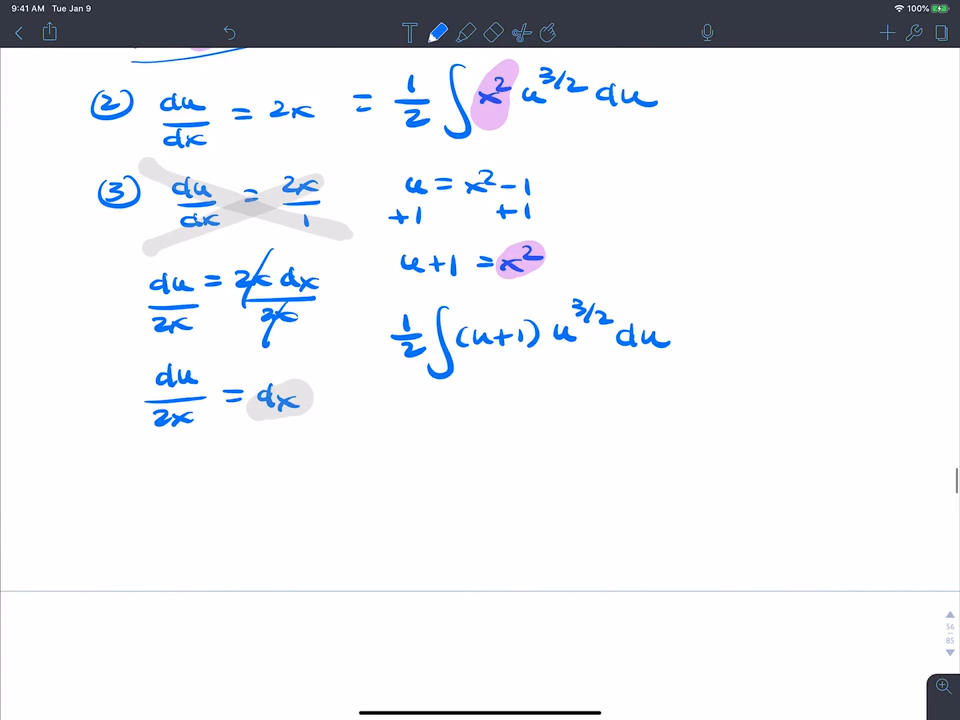 9:41 AM Tue Jan 9
100%
② du/dx = 2x = 1/2 ∫ x² u^3/2 du
③ du/dx = 2x/1
u = x² - 1
+1 +1
u + 1 = x²
du/2x = 2x dx/2x
1/2 ∫ (u+1) u^3/2 du
du/2x = dx
56
85